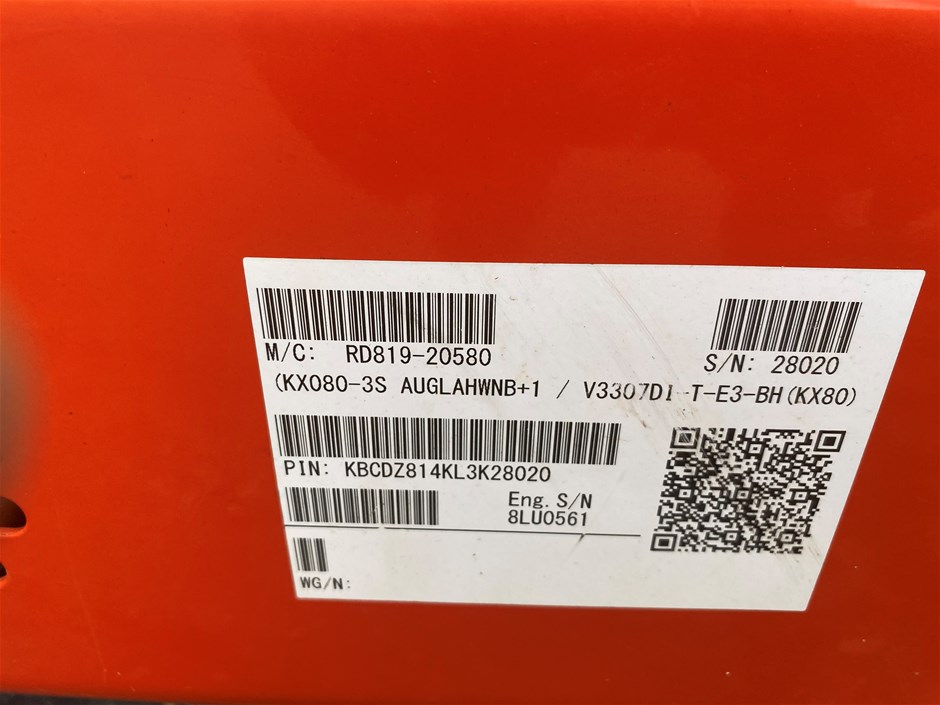 M/C: RD819-20580
S/N: 28020
(KX080-3S AUGLAHWNB+1 / V3307DI-T-E3-BH(KX80)
PIN: KBCDZ814KL3K28020
Eng. S/N
8LU0561
WG/N: